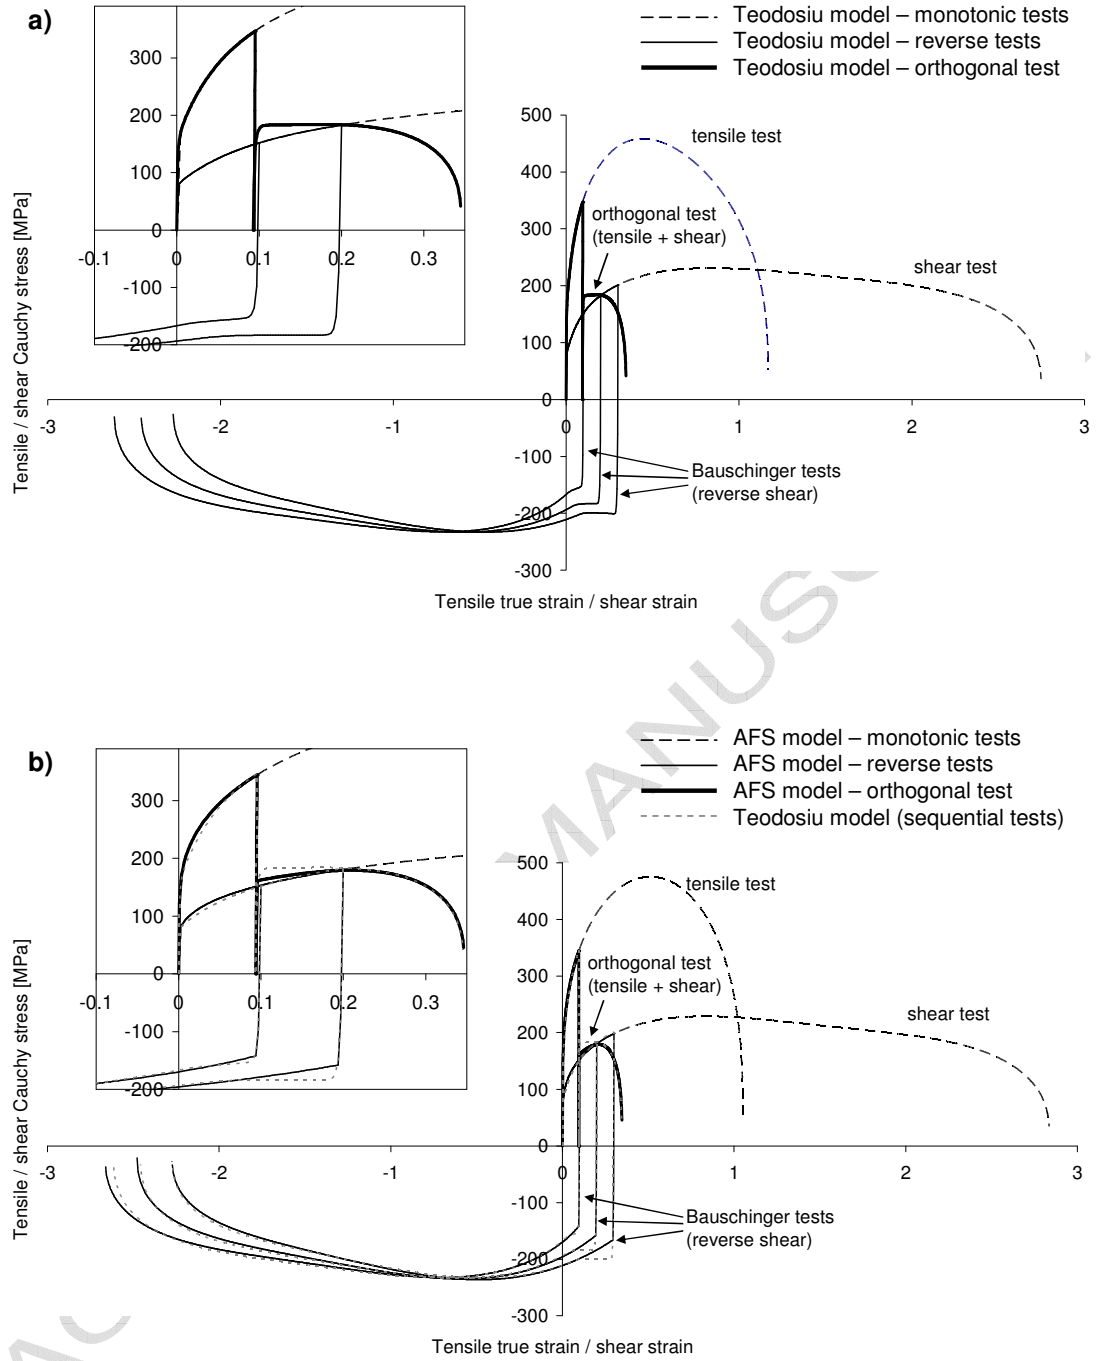 a)
Teodosiu model – monotonic tests
Teodosiu model – reverse tests
Teodosiu model – orthogonal test
300
200
100
0
-0.1 0 0.1 0.2 0.3
-100
-200
500
400
300
200
100
0
-100
-200
-300
tensile test
orthogonal test
(tensile + shear)
shear test
-3 -2 -1 0 1 2 3
Bauschinger tests
(reverse shear)
Tensile / shear Cauchy stress [MPa]
Tensile true strain / shear strain
b)
AFS model – monotonic tests
AFS model – reverse tests
AFS model – orthogonal test
Teodosiu model (sequential tests)
300
200
100
0
-0.1 0 0.1 0.2 0.3
-100
-200
500
400
300
200
100
0
-100
-200
-300
tensile test
orthogonal test
(tensile + shear)
shear test
-3 -2 -1 0 1 2 3
Bauschinger tests
(reverse shear)
Tensile / shear Cauchy stress [MPa]
Tensile true strain / shear strain